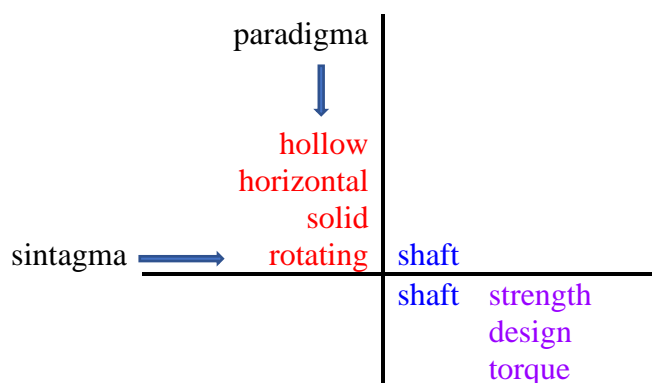 paradigma
hollow
horizontal
solid
sintagma rotating shaft
shaft strength
design
torque